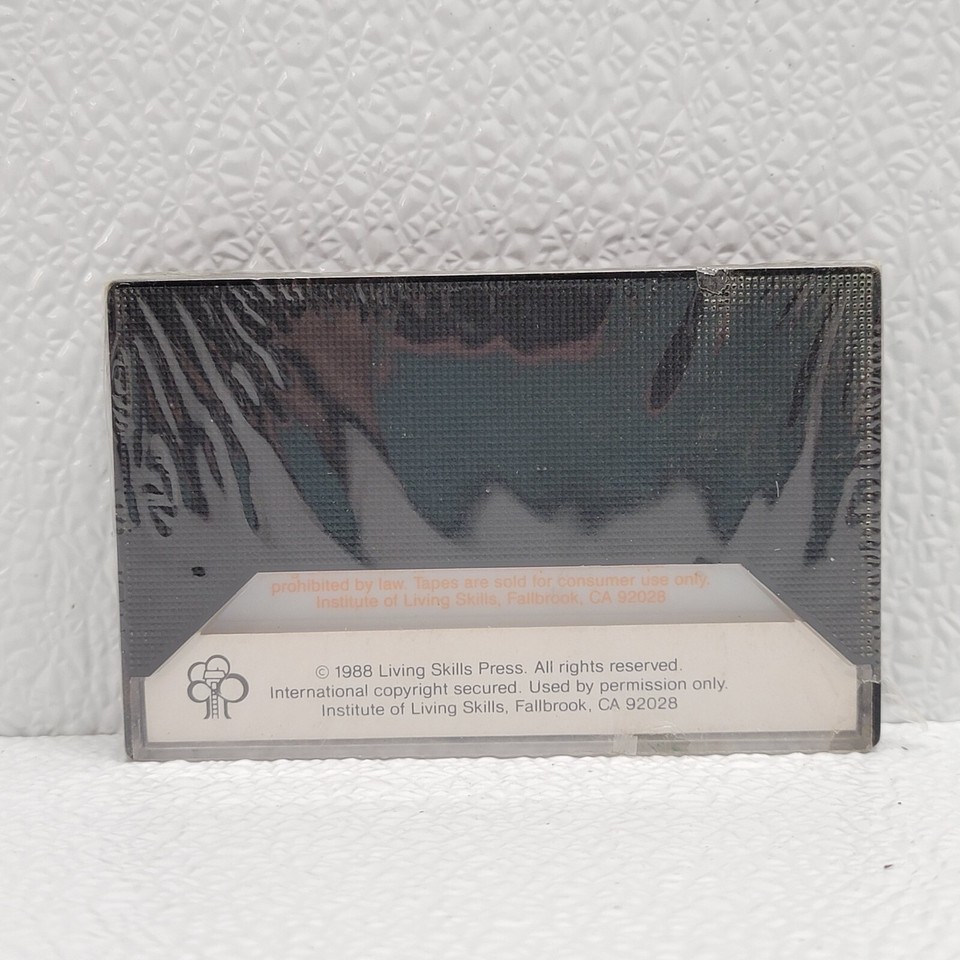 prohibited by law. Tapes are sold for consumer use only.
Institute of Living Skills, Fallbrook, CA 92028
© 1988 Living Skills Press. All rights reserved.
International copyright secured. Used by permission only.
Institute of Living Skills, Fallbrook, CA 92028